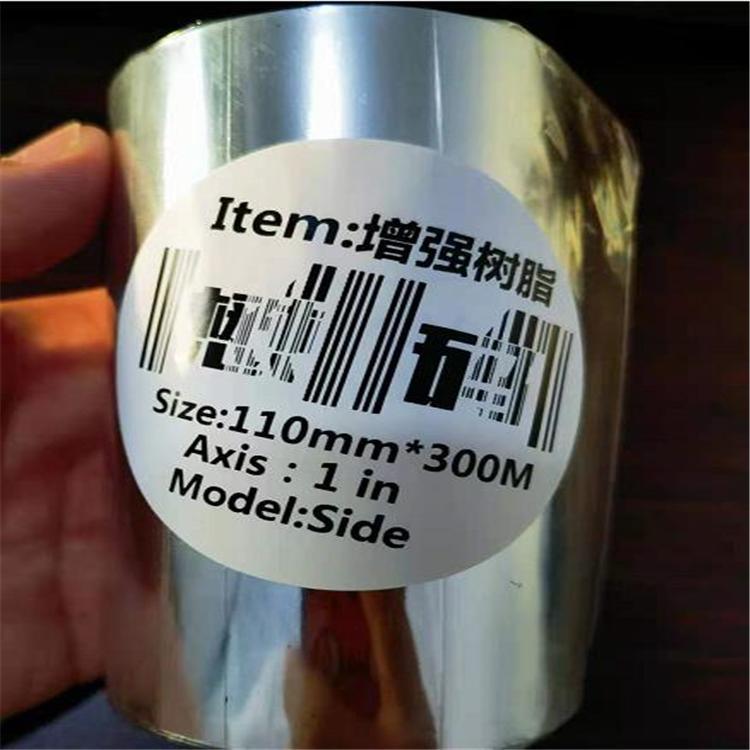 Item:增强树脂
Size:110mm*300M
Axis：1 in
Model:Side